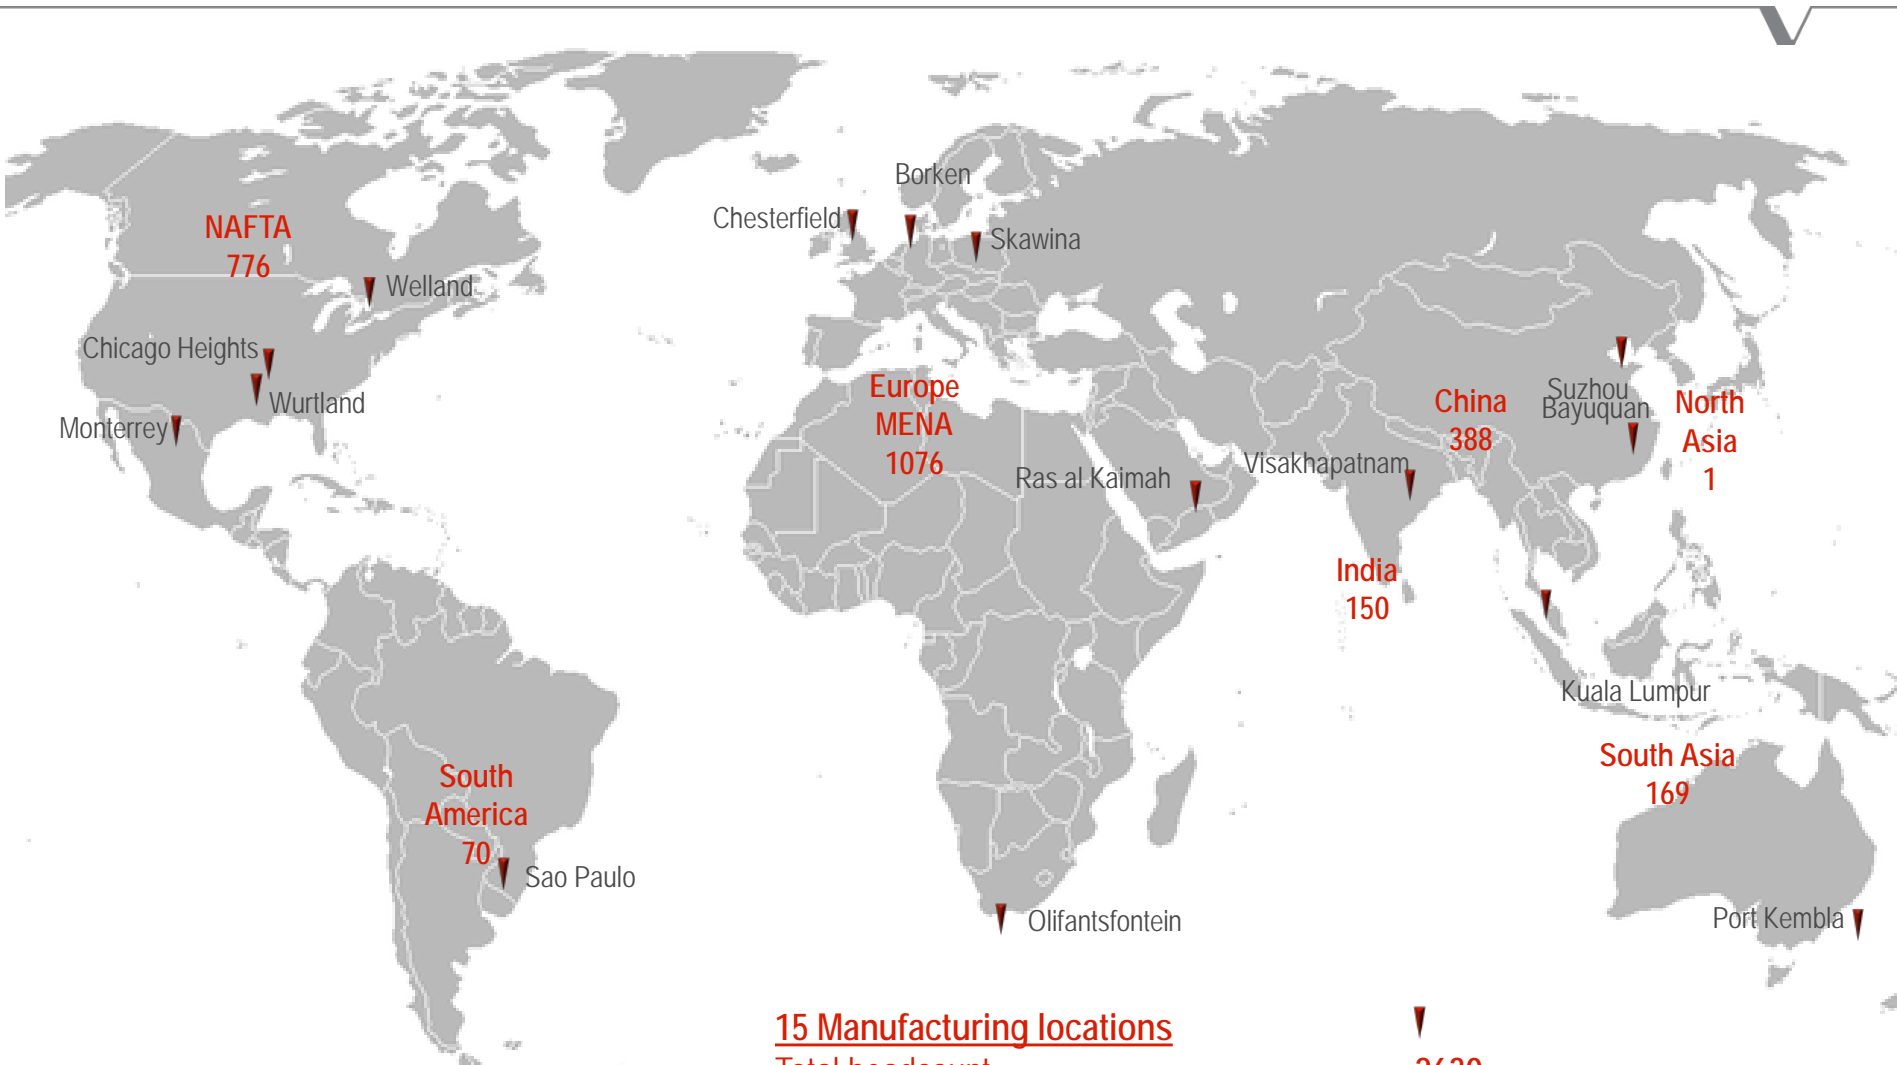 Borken
Chesterfield
Skawina
NAFTA
776
Welland
Chicago Heights
Wurtland
Monterrey
Europe
MENA
1076
Ras al Kaimah
Visakhapatnam
China
388
Suzhou
Bayuquan
North
Asia
1
India
150
Kuala Lumpur
South Asia
169
South
America
70
Sao Paulo
Olifantsfontein
Port Kembla
15 Manufacturing locations
Total headcount